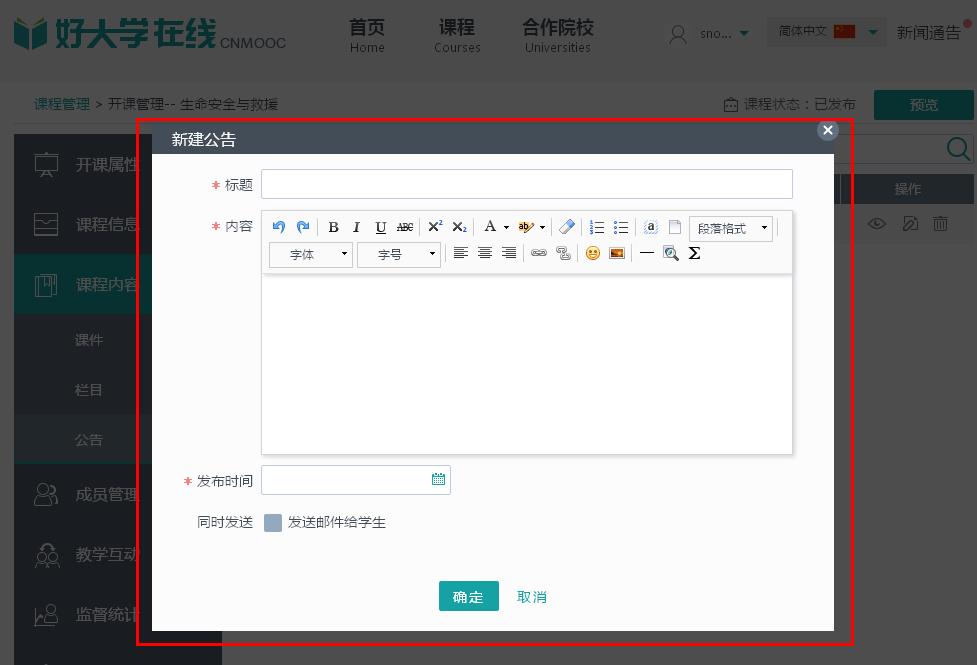 好大学在线 CNMOOC
首页 课程 合作院校
Home Courses Universities
sno... 简体中文 新闻通告
课程管理 > 开课管理-- 生命安全与救援
课程状态：已发布 预览
新建公告
开课属性
课程信息
课程内容
课件
栏目
公告
成员管理
教学互动
监督统计
操作
* 标题
* 内容
B I U ABC X² X₂ A ab a 段落格式
字体 字号 Σ
* 发布时间
同时发送 发送邮件给学生
确定 取消